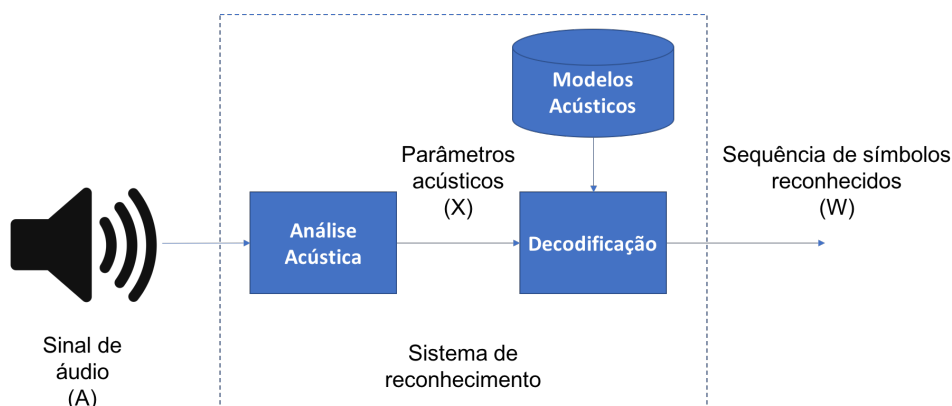 Modelos
Acústicos
Parâmetros
acústicos
(X)
Sequência de símbolos
reconhecidos
(W)
Análise
Acústica
Decodificação
Sinal de
áudio
(A)
Sistema de
reconhecimento